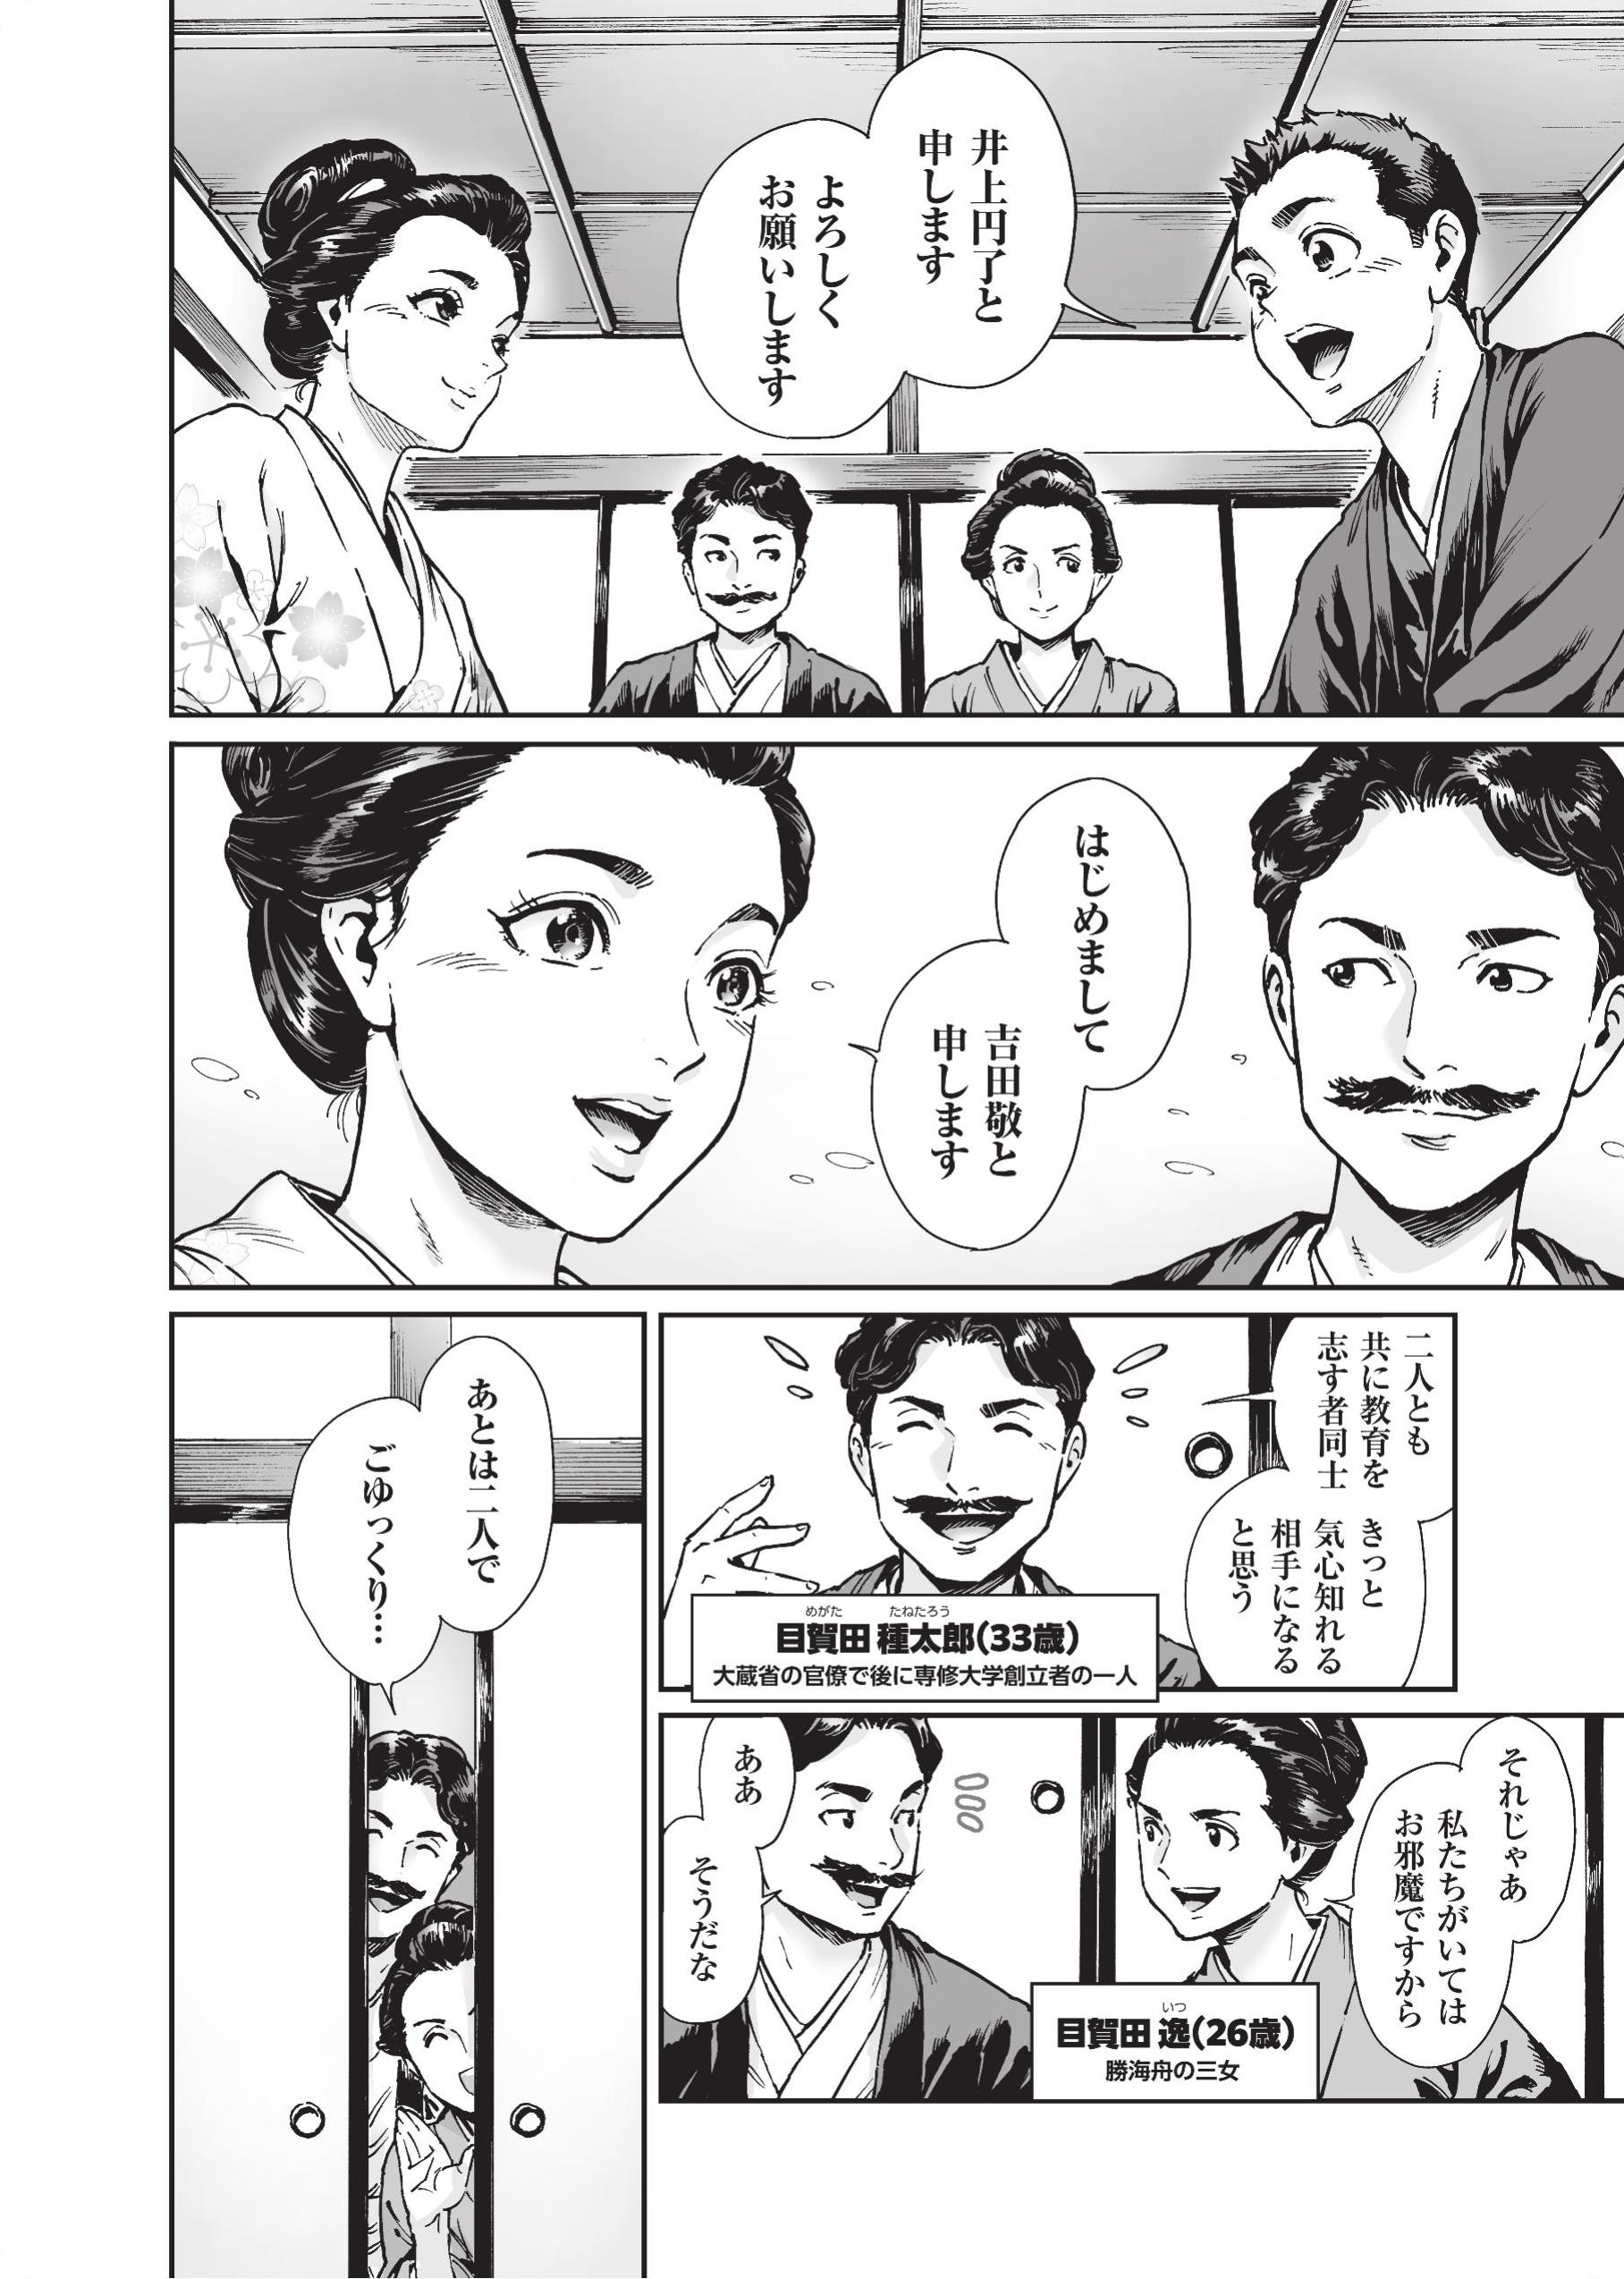 井上円了と
申します
よろしく
お願いします
はじめまして
吉田敬と
申します
二人とも
共に教育を
志す者同士
きっと
気心知れる
相手になる
と思う
めがた たねたろう
目賀田 種太郎(33歳)
大蔵省の官僚で後に専修大学創立者の一人
それじゃあ
私たちがいては
お邪魔ですから
いつ
目賀田 逸(26歳)
勝海舟の三女
ああ
そうだな
あとは二人で
ごゆっくり…